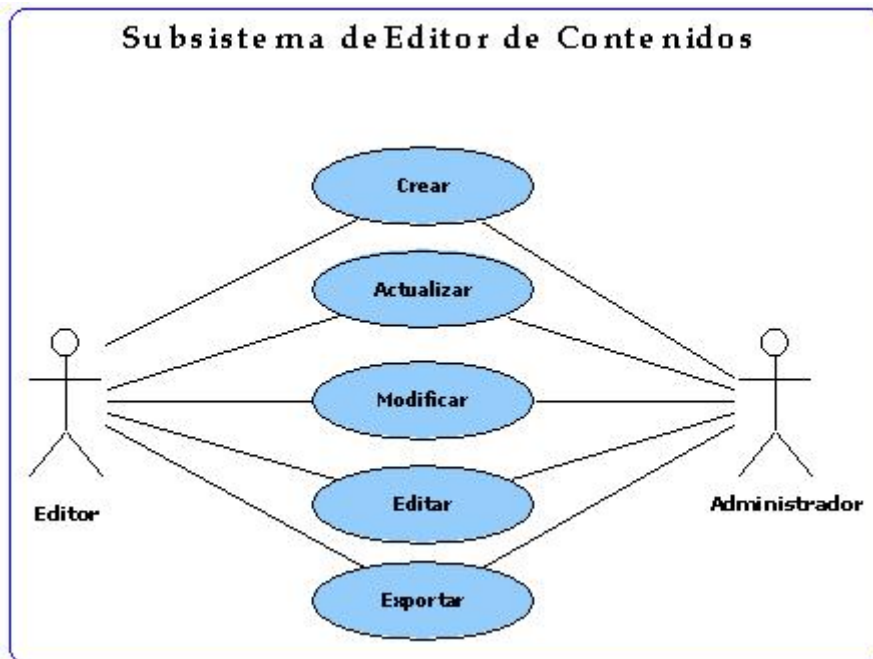 Subsistema de Editor de Contenidos
Crear
Actualizar
Modificar
Editar
Exportar
Editor
Administrador